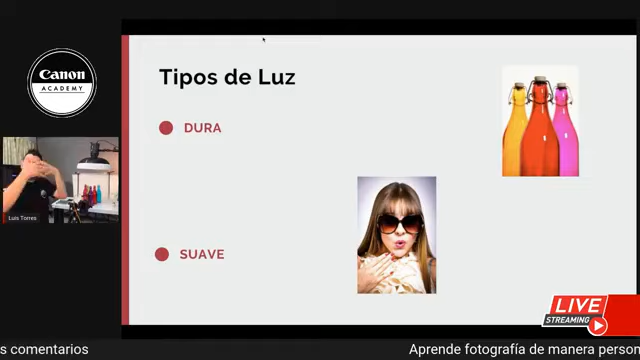 Canon
ACADEMY
Tipos de Luz
DURA
SUAVE
Luis Torres
LIVE
STREAMING
s comentarios
Aprende fotografía de manera person